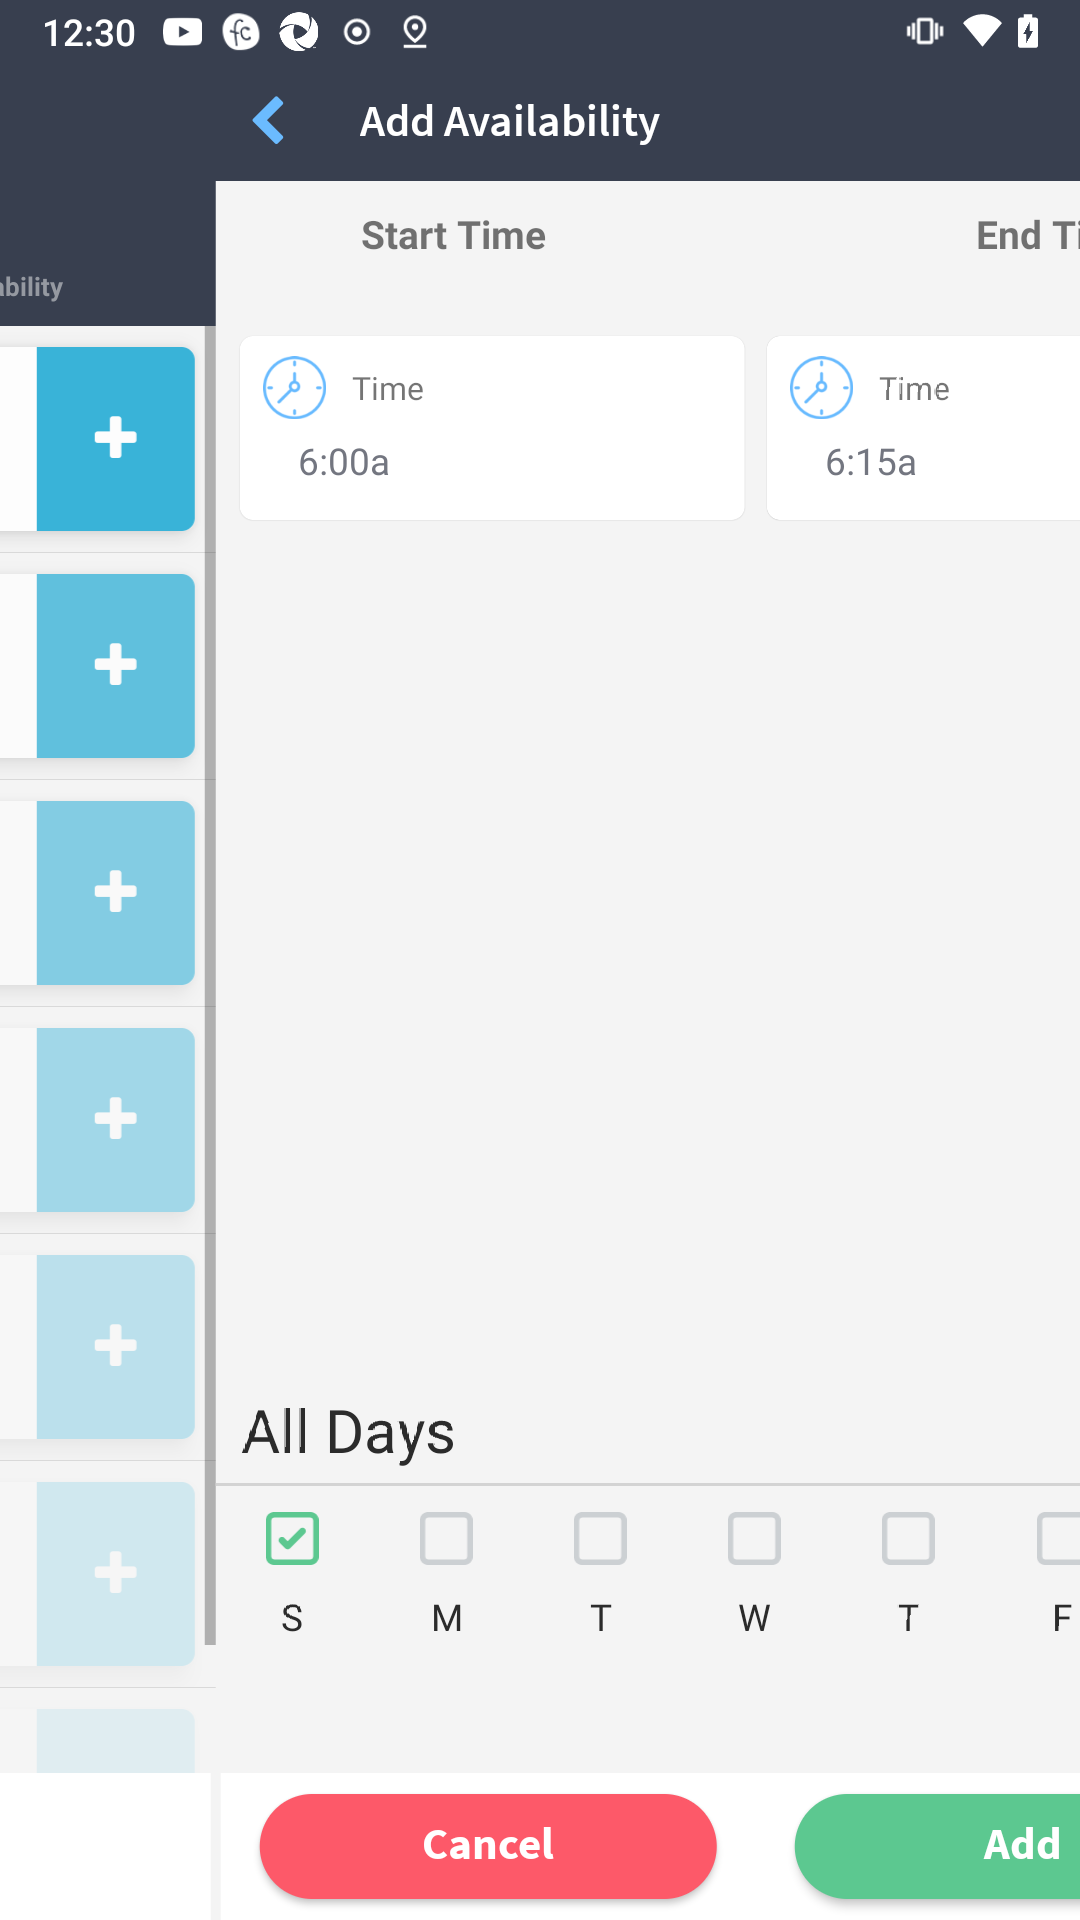 12:30
Add Availability
Start Time
End Ti
ability
Time
Time
6:00a
6:15a
All Days
S M T W T F
Cancel
Add